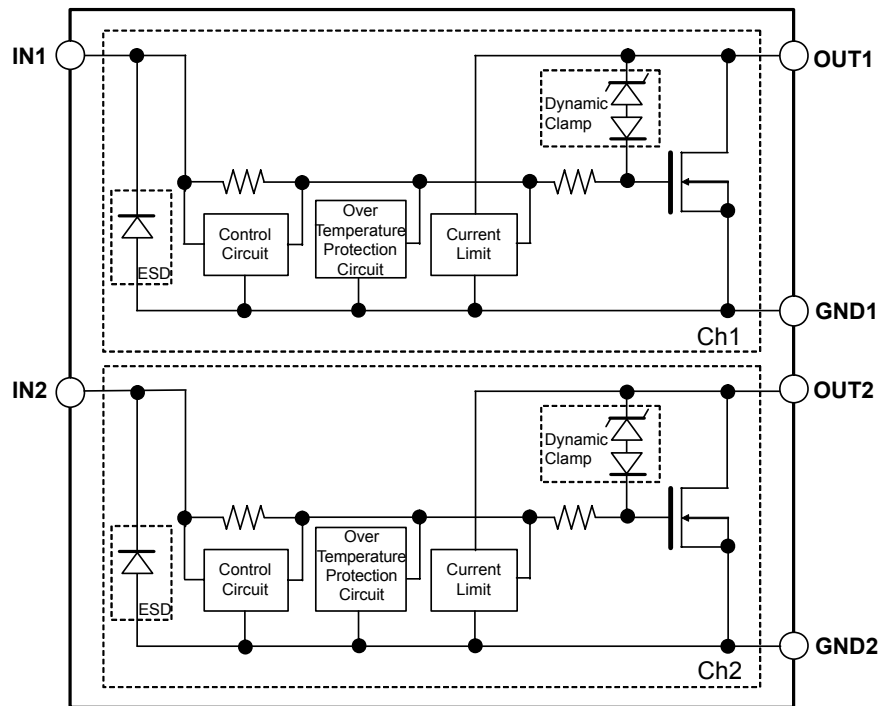 IN1
OUT1
Dynamic
Clamp
Over
Temperature
Protection
Circuit
Control
Circuit
Current
Limit
ESD
GND1
Ch1
IN2
OUT2
Dynamic
Clamp
Over
Temperature
Protection
Circuit
Control
Circuit
Current
Limit
ESD
GND2
Ch2